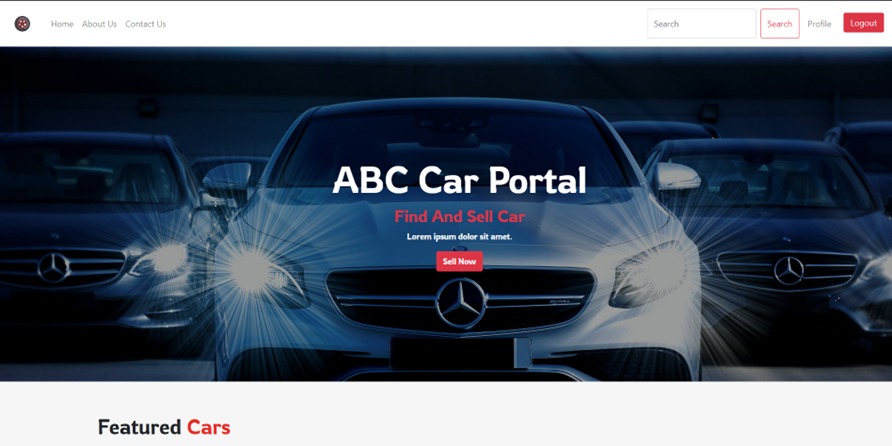 Home About Us Contact Us Search Search Profile Logout
ABC Car Portal
Find And Sell Car
Lorem ipsum dolor sit amet.
Sell Now
Featured Cars